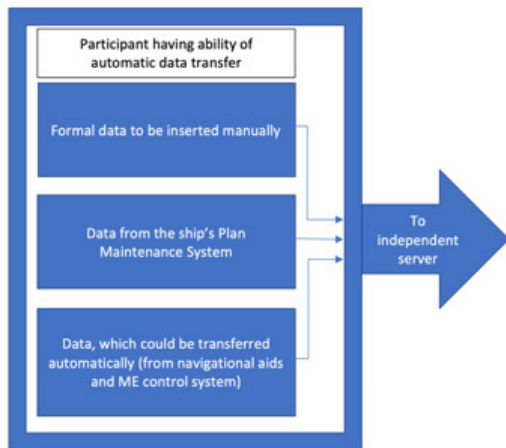 Participant having ability of
automatic data transfer
Formal data to be inserted manually
Data from the ship's Plan
Maintenance System
To
independent
server
Data, which could be transferred
automatically (from navigational aids
and ME control system)